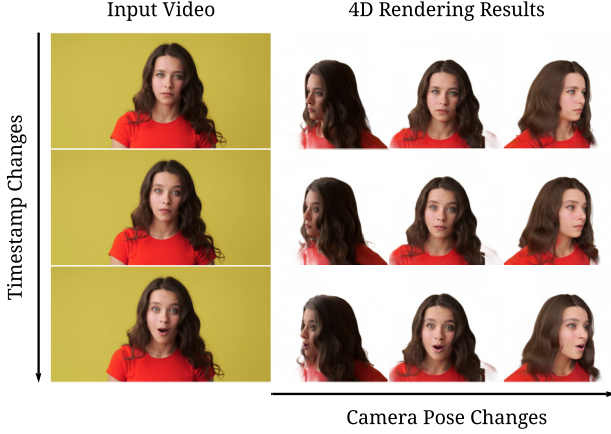 Input Video
4D Rendering Results
Timestamp Changes
Camera Pose Changes